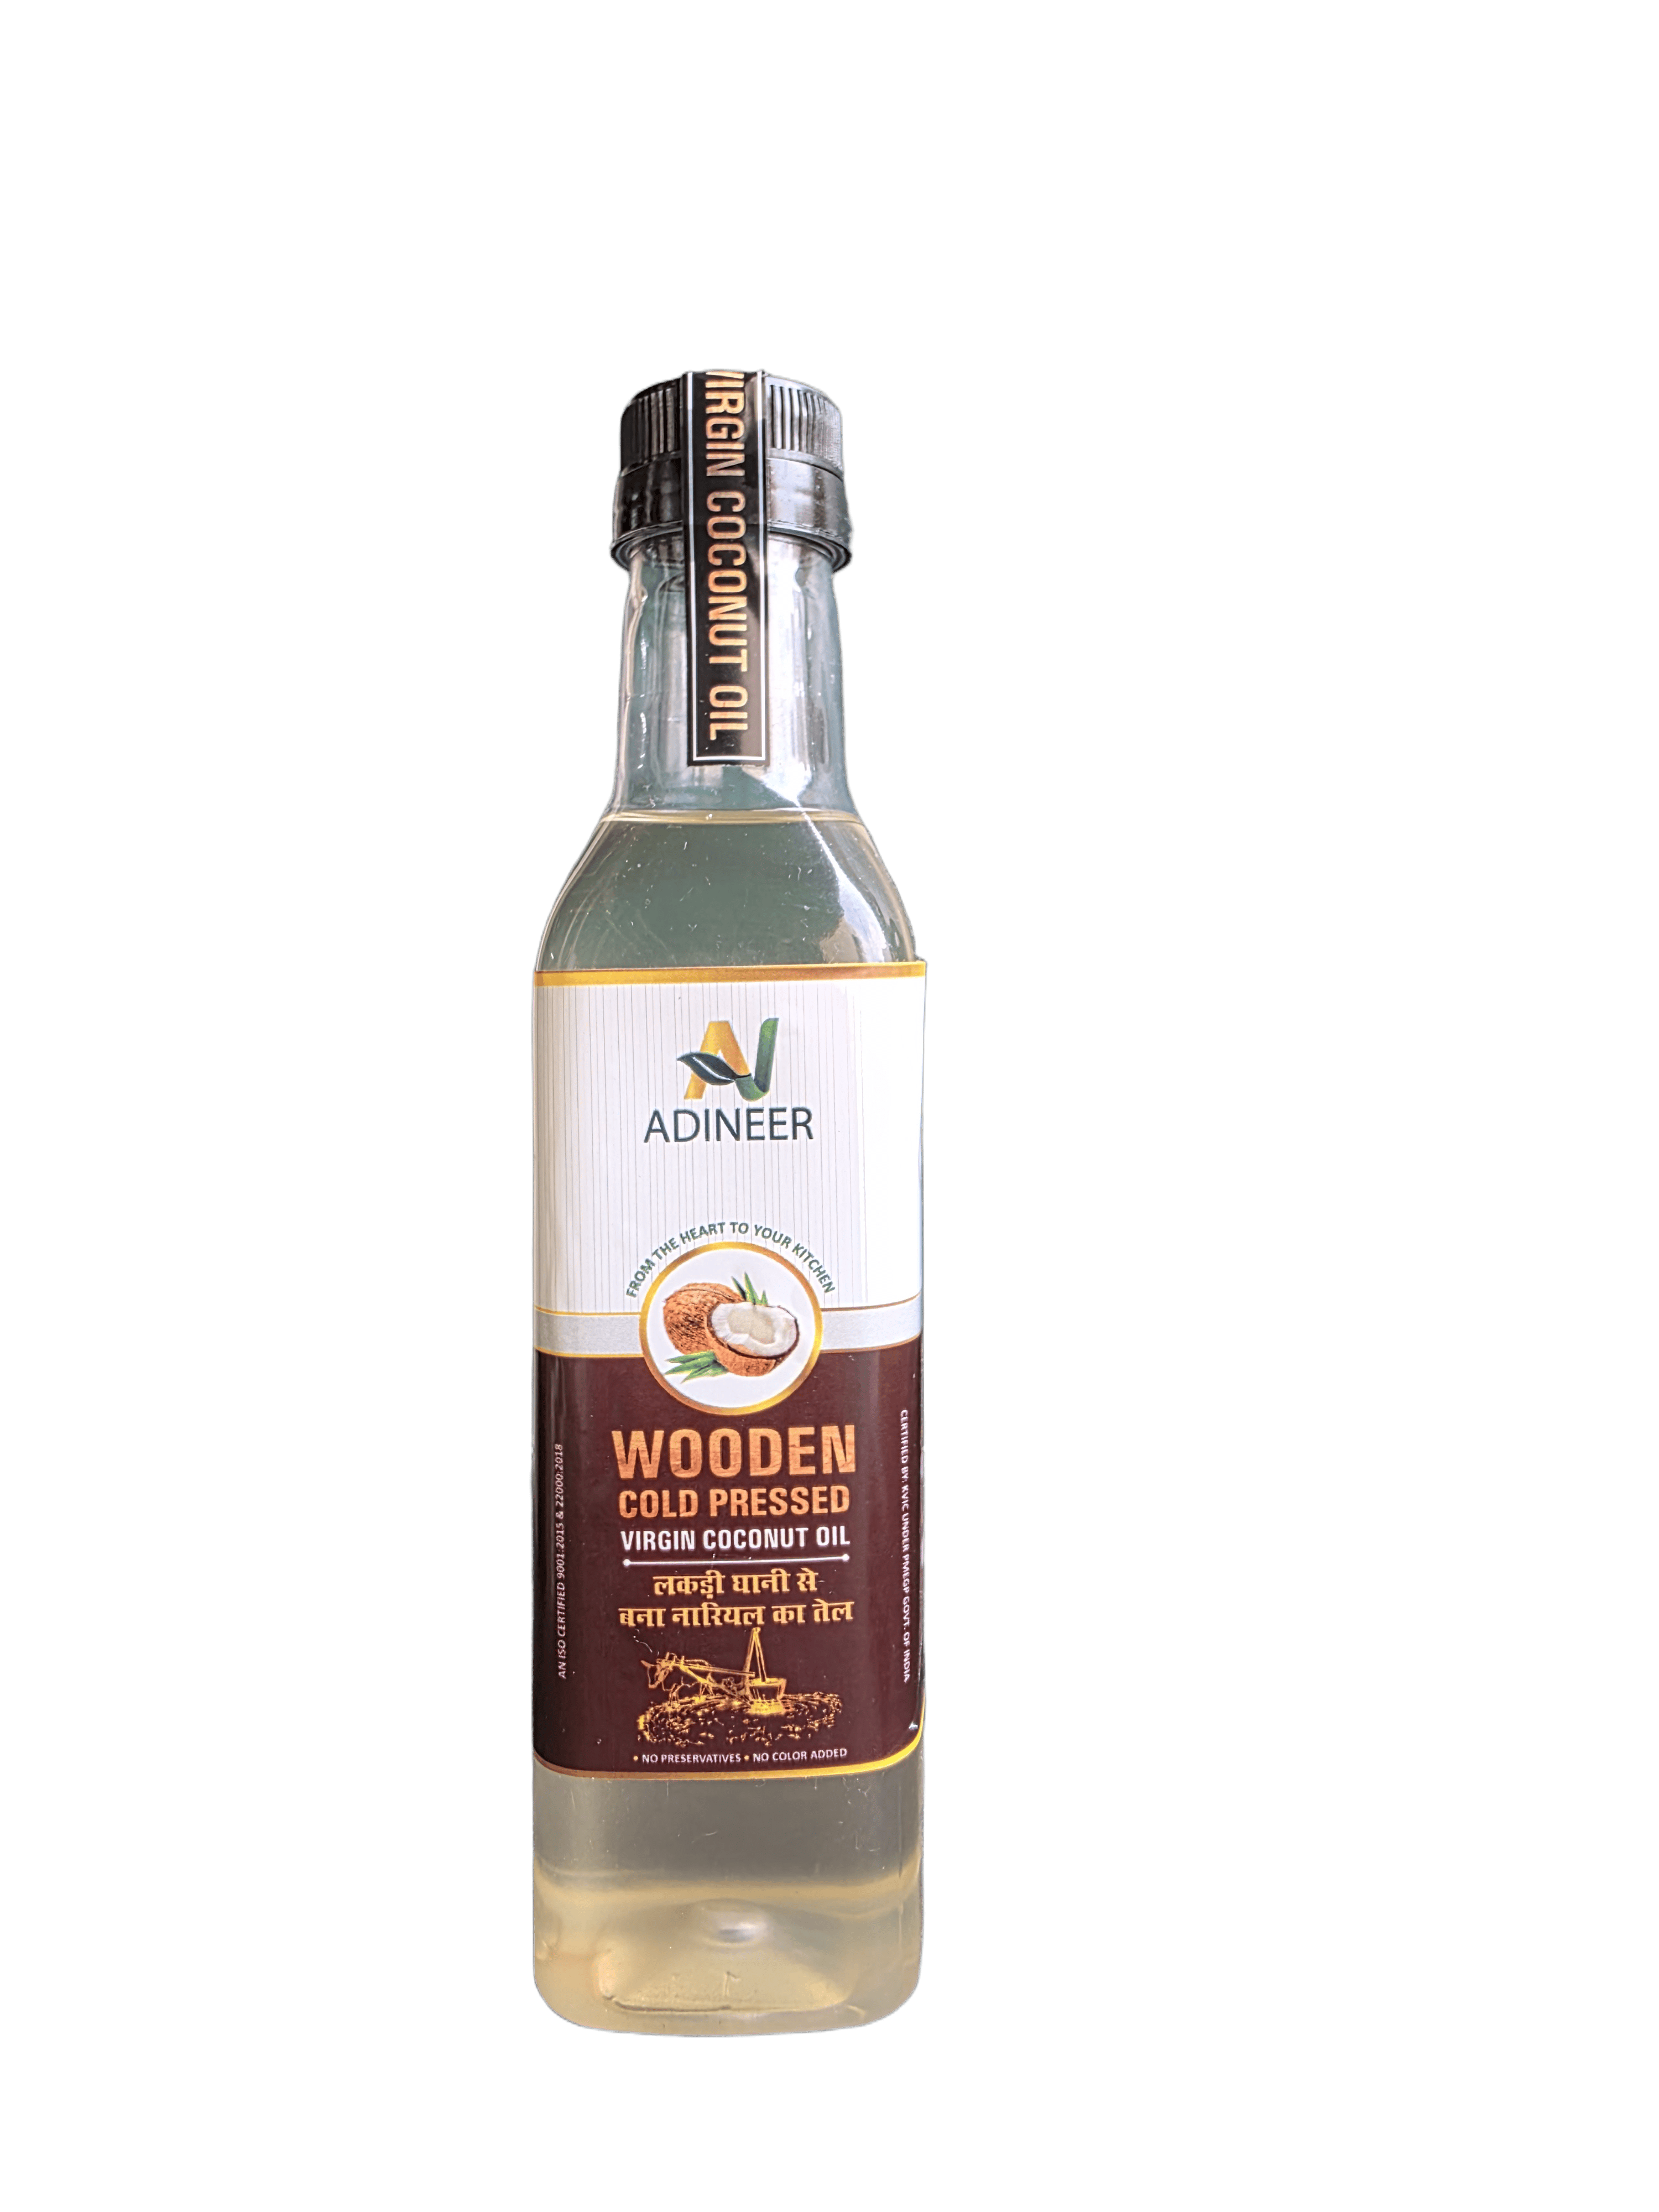 VIRGIN COCONUT OIL
ADINEER
FROM THE HEART TO YOUR KITCHEN
WOODEN
COLD PRESSED
VIRGIN COCONUT OIL
लकड़ी घानी से
बना नारियल का तेल
• NO PRESERVATIVES • NO COLOR ADDED
AN ISO CERTIFIED 9001:2015 & 22000:2018
CERTIFIED BY: KVIC UNDER PMEGP GOVT. OF INDIA